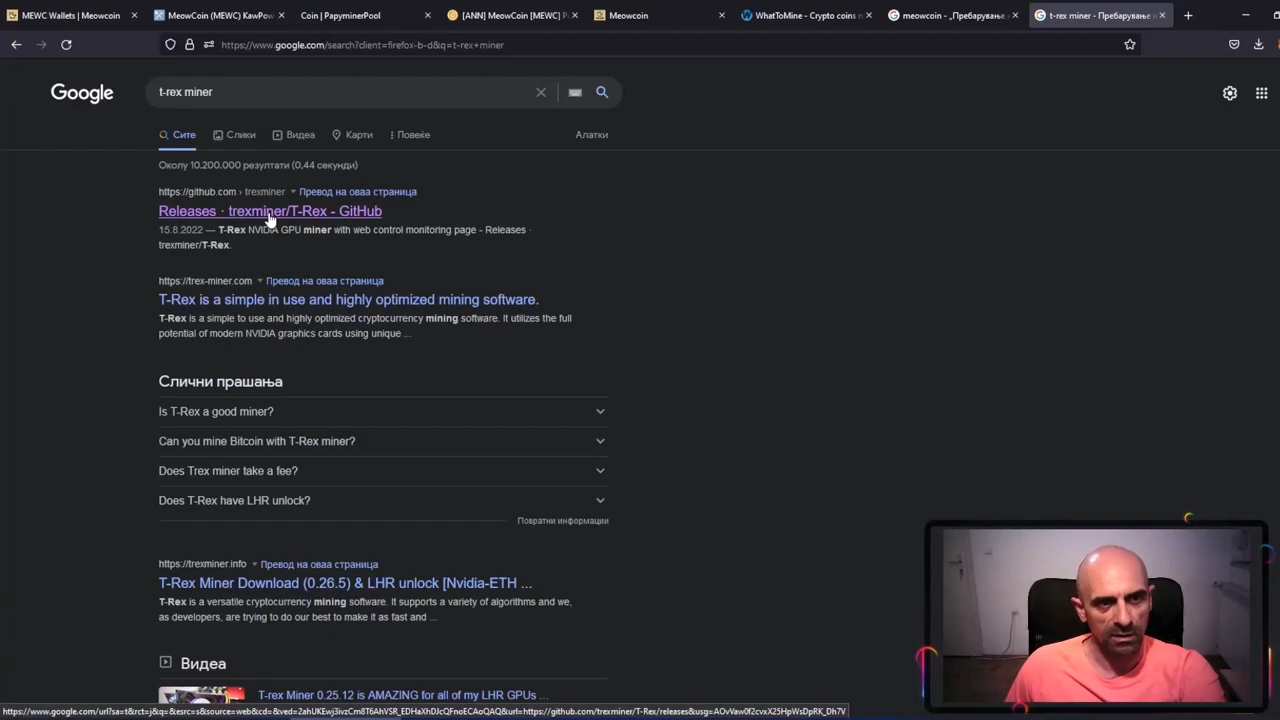 MEWC Wallets | Meowcoin
MeowCoin (MEWC) KawPow
Coin | PapyminerPool
[ANN] MeowCoin [MEWC]
Meowcoin
WhatToMine - Crypto coins
meowcoin - „Пребарување
t-rex miner - Пребарување
https://www.google.com/search?client=firefox-b-d&q=t-rex+miner
Google
t-rex miner
Сите
Слики
Видеа
Карти
Повеќе
Алатки
Околу 10.200.000 резултати (0,44 секунди)
https://github.com › trexminer Превод на оваа страница
Releases · trexminer/T-Rex - GitHub
15.8.2022 — T-Rex NVIDIA GPU miner with web control monitoring page - Releases ·
trexminer/T-Rex.
https://trex-miner.com Превод на оваа страница
T-Rex is a simple in use and highly optimized mining software.
T-Rex is a simple to use and highly optimized cryptocurrency mining software. It utilizes the full
potential of modern NVIDIA graphics cards using unique ...
Слични прашања
Is T-Rex a good miner?
Can you mine Bitcoin with T-Rex miner?
Does Trex miner take a fee?
Does T-Rex have LHR unlock?
Повратни информации
https://trexminer.info Превод на оваа страница
T-Rex Miner Download (0.26.5) & LHR unlock [Nvidia-ETH ...
T-Rex is a versatile cryptocurrency mining software. It supports a variety of algorithms and we,
as developers, are trying to do our best to make it as fast and ...
Видеа
T-rex Miner 0.25.12 is AMAZING for all of my LHR GPUs ...